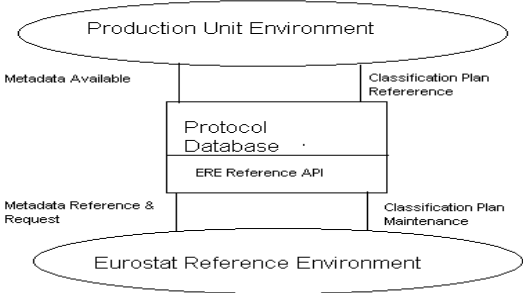 Production Unit Environment
Metadata Available
Classification Plan
Refererence
Protocol
Database
ERE Reference API
Metadata Reference &
Request
Classification Plan
Maintenance
Eurostat Reference Environment